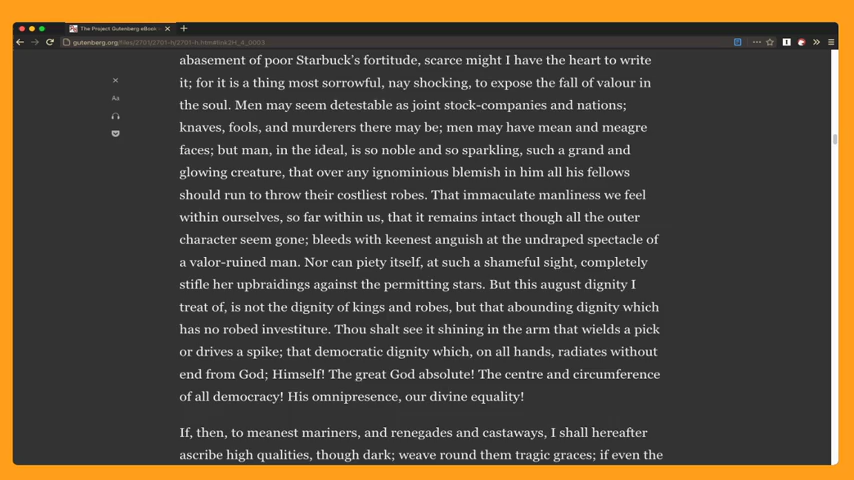 The Project Gutenberg eBook
gutenberg.org/files/2701/2701-h/2701-h.htm#link2H_4_0003
Aa
abasement of poor Starbuck's fortitude, scarce might I have the heart to write
it; for it is a thing most sorrowful, nay shocking, to expose the fall of valour in
the soul. Men may seem detestable as joint stock-companies and nations;
knaves, fools, and murderers there may be; men may have mean and meagre
faces; but man, in the ideal, is so noble and so sparkling, such a grand and
glowing creature, that over any ignominious blemish in him all his fellows
should run to throw their costliest robes. That immaculate manliness we feel
within ourselves, so far within us, that it remains intact though all the outer
character seem gone; bleeds with keenest anguish at the undraped spectacle of
a valor-ruined man. Nor can piety itself, at such a shameful sight, completely
stifle her upbraidings against the permitting stars. But this august dignity I
treat of, is not the dignity of kings and robes, but that abounding dignity which
has no robed investiture. Thou shalt see it shining in the arm that wields a pick
or drives a spike; that democratic dignity which, on all hands, radiates without
end from God; Himself! The great God absolute! The centre and circumference
of all democracy! His omnipresence, our divine equality!
If, then, to meanest mariners, and renegades and castaways, I shall hereafter
ascribe high qualities, though dark; weave round them tragic graces; if even the